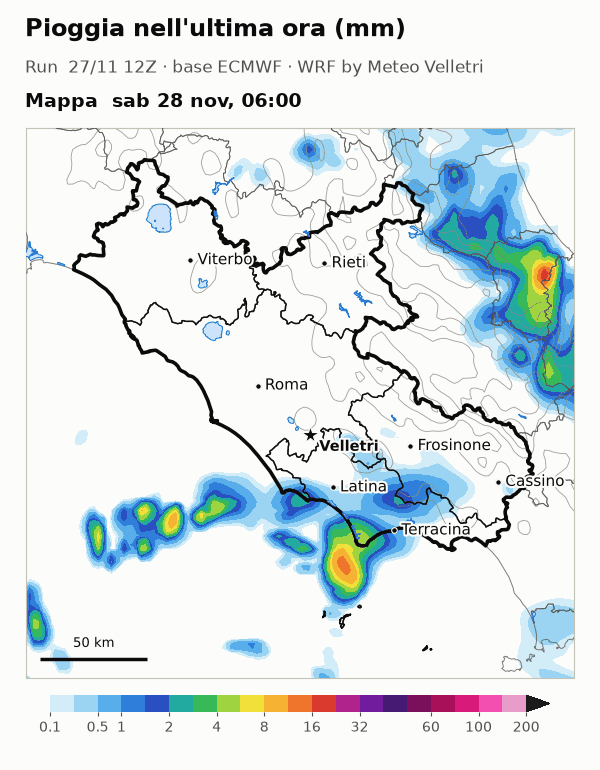 Pioggia nell'ultima ora (mm)
Run  27/11 12Z · base ECMWF · WRF by Meteo Velletri
Mappa  sab 28 nov, 06:00
Viterbo
Rieti
Roma
Velletri
Frosinone
Latina
Cassino
Terracina
50 km
0.1 0.5 1 2 4 8 16 32 60 100 200